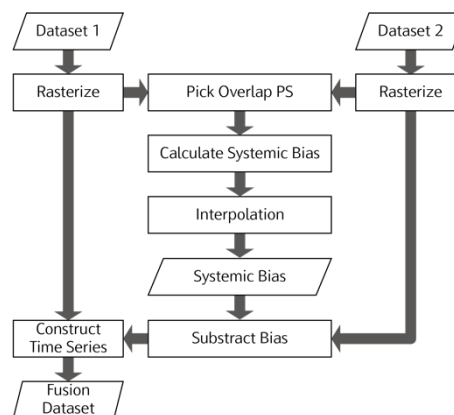 Dataset 1
Dataset 2
Rasterize
Pick Overlap PS
Rasterize
Calculate Systemic Bias
Interpolation
Systemic Bias
Construct
Time Series
Substract Bias
Fusion
Dataset